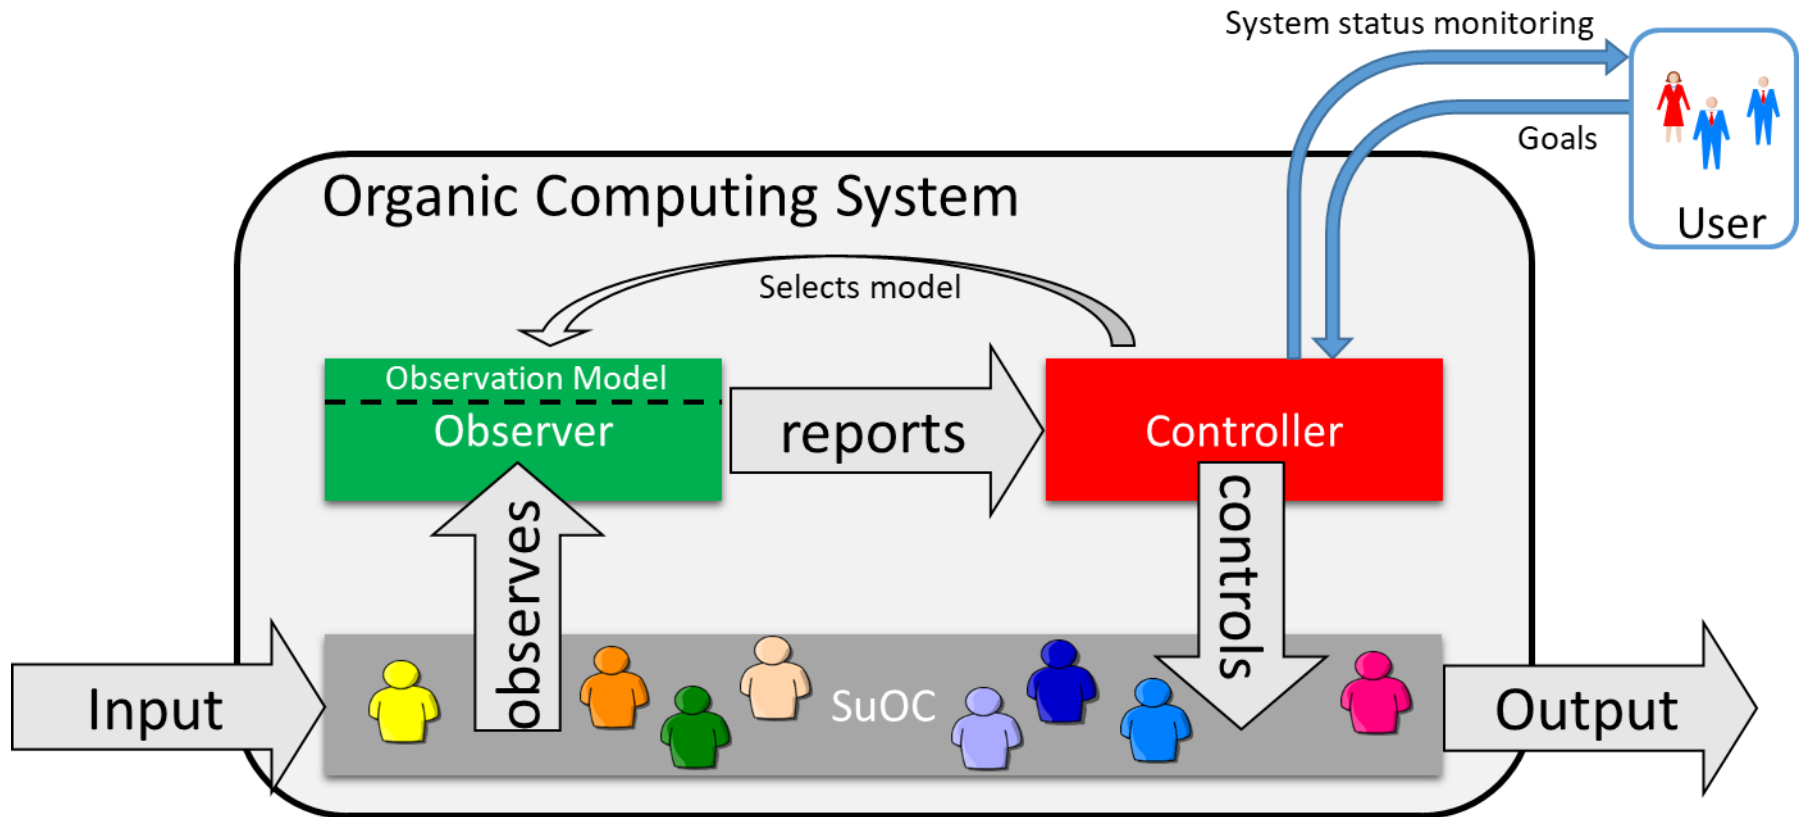 System status monitoring
Goals
User
Organic Computing System
Selects model
Observation Model
Observer
reports
Controller
observes
controls
Input
SuOC
Output